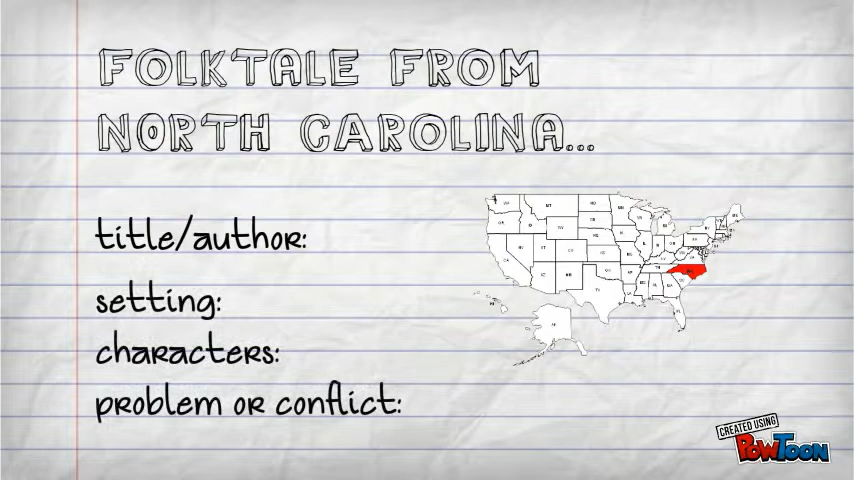 FOLKTALE FROM
NORTH CAROLINA...
title/author:
setting:
characters:
problem or conflict:
CREATED USING
POWTOON